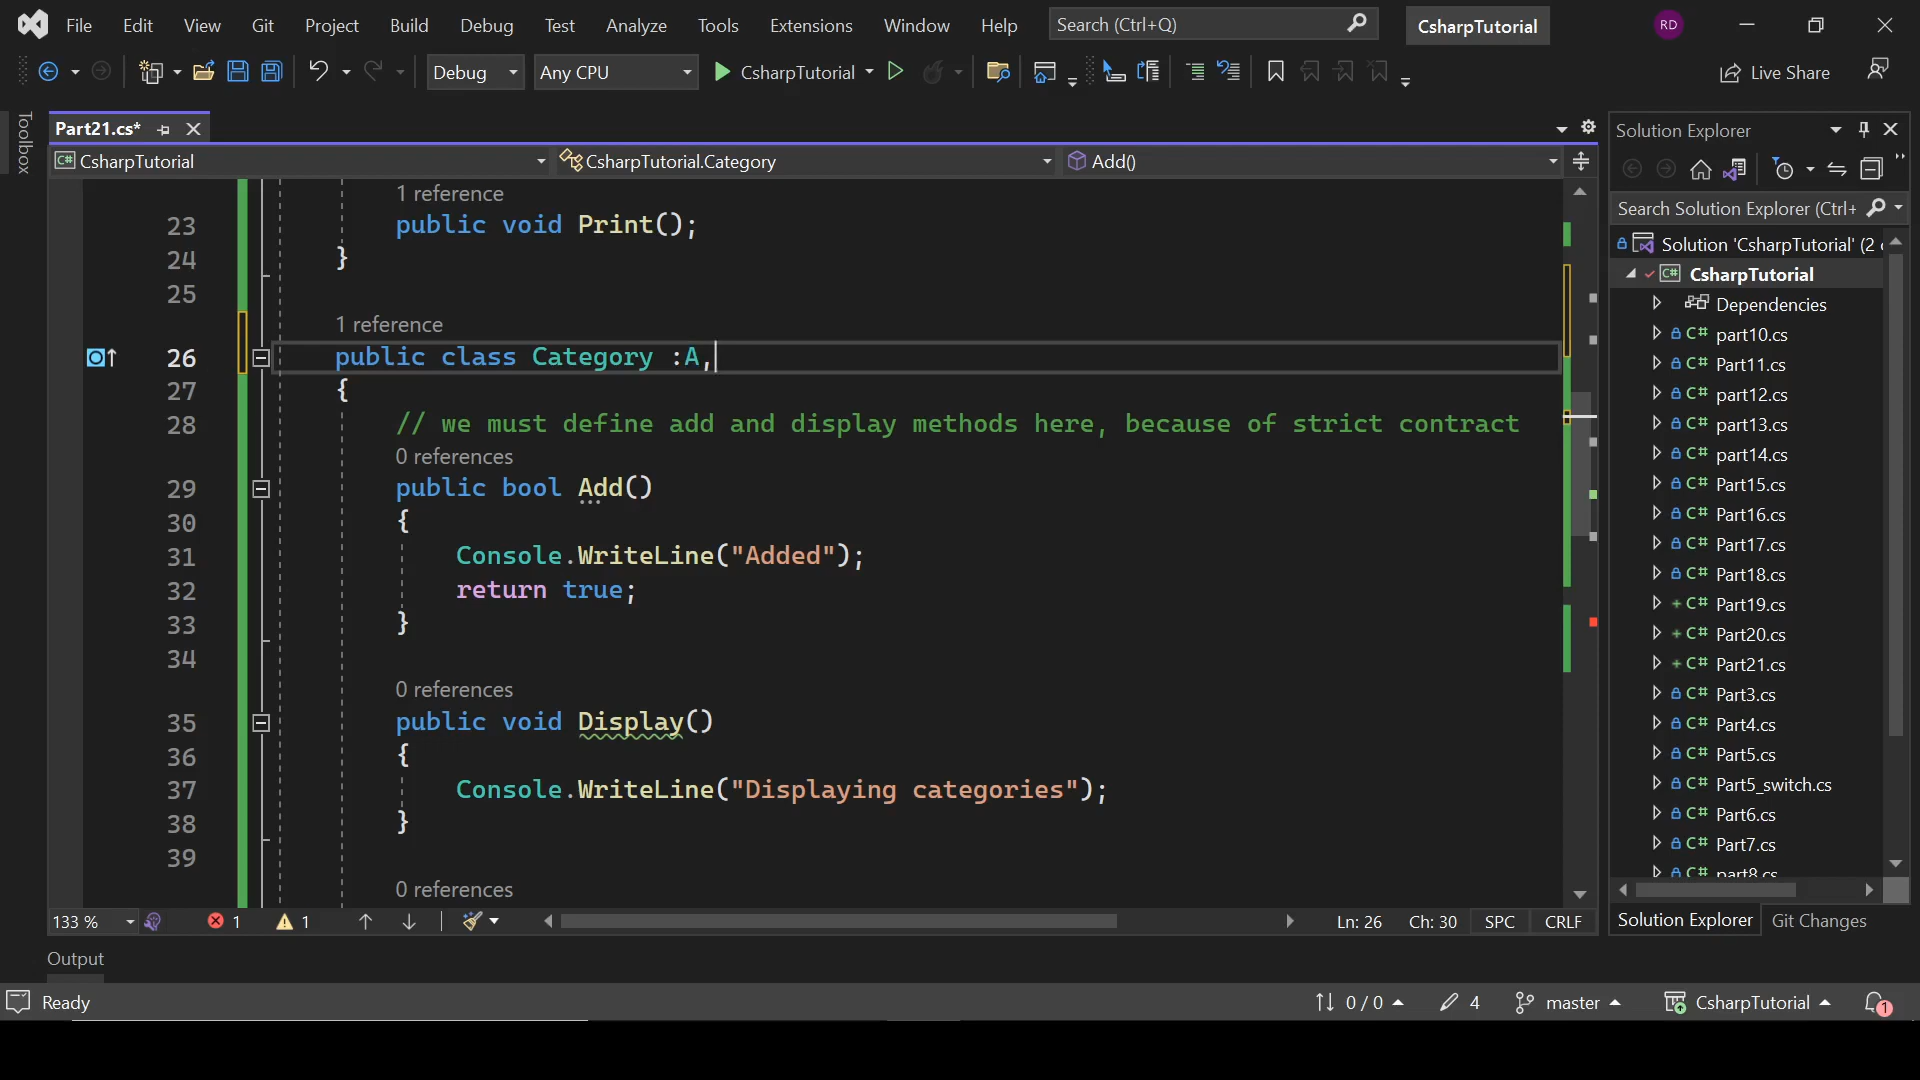 File Edit View Git Project Build Debug Test Analyze Tools Extensions Window Help Search (Ctrl+Q) CsharpTutorial RD
Debug Any CPU CsharpTutorial Live Share
Toolbox
Part21.cs*
CsharpTutorial CsharpTutorial.Category Add()
1 reference
23 public void Print();
24 }
25
1 reference
26 public class Category :A,
27 {
28 // we must define add and display methods here, because of strict contract
0 references
29 public bool Add()
30 {
31 Console.WriteLine("Added");
32 return true;
33 }
34
0 references
35 public void Display()
36 {
37 Console.WriteLine("Displaying categories");
38 }
39
0 references
133 % 1 1 Ln: 26 Ch: 30 SPC CRLF
Solution Explorer
Search Solution Explorer (Ctrl+
Solution 'CsharpTutorial' (2
C# CsharpTutorial
Dependencies
C# part10.cs
C# Part11.cs
C# part12.cs
C# part13.cs
C# part14.cs
C# Part15.cs
C# Part16.cs
C# Part17.cs
C# Part18.cs
C# Part19.cs
C# Part20.cs
C# Part21.cs
C# Part3.cs
C# Part4.cs
C# Part5.cs
C# Part5_switch.cs
C# Part6.cs
C# Part7.cs
C# part8.cs
Solution Explorer Git Changes
Output
Ready 0 / 0 4 master CsharpTutorial 1